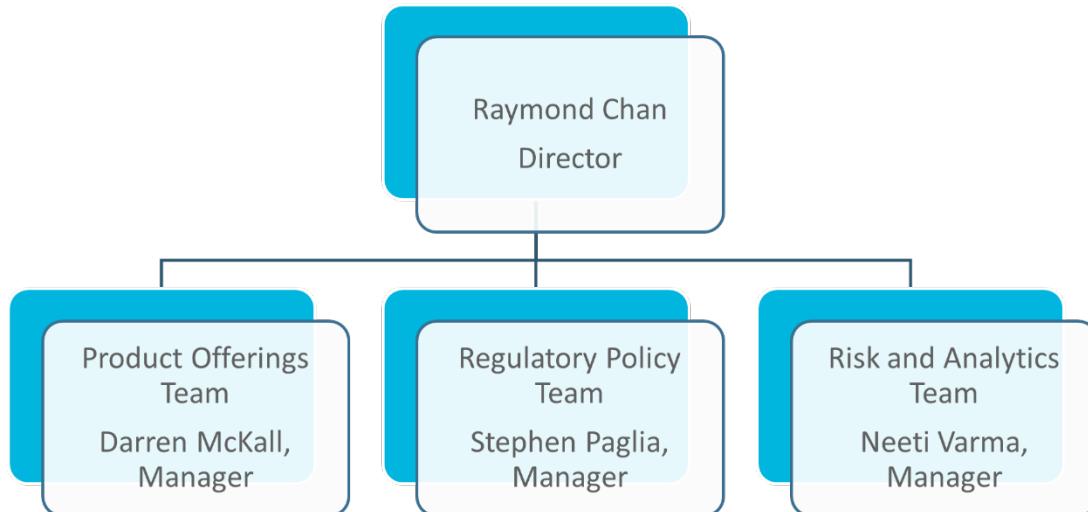 Raymond Chan
Director
Product Offerings
Team
Darren McKall,
Manager
Regulatory Policy
Team
Stephen Paglia,
Manager
Risk and Analytics
Team
Neeti Varma,
Manager